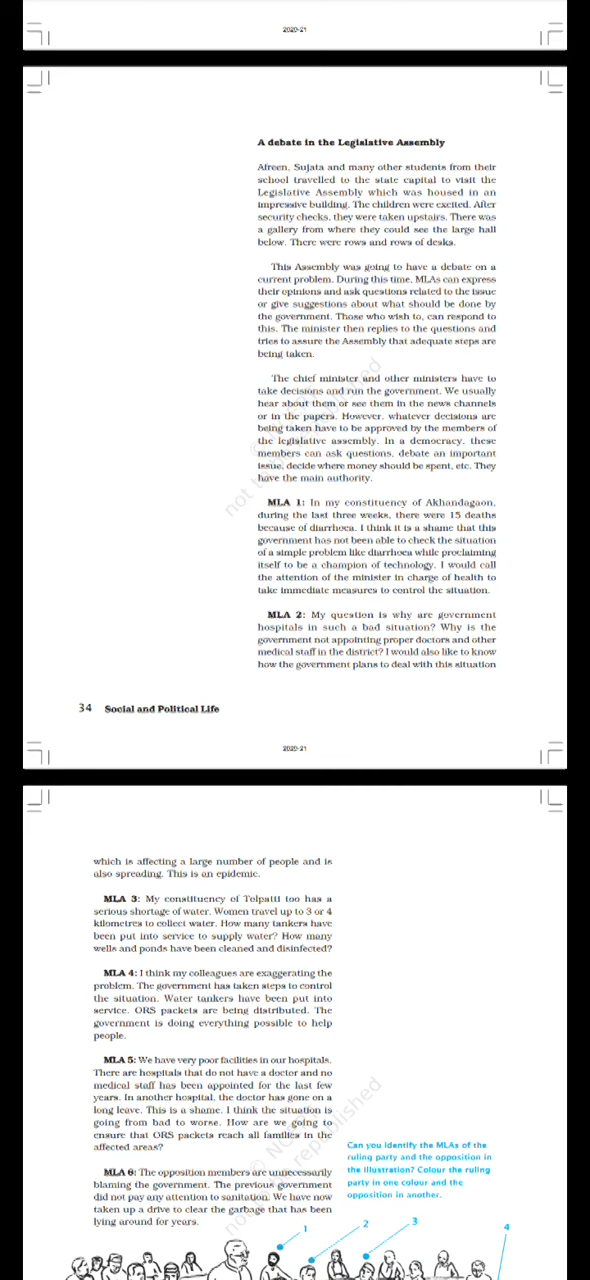 2020-21
A debate in the Legislative Assembly
Afreen, Sujata and many other students from their
school travelled to the state capital to visit the
Legislative Assembly which was housed in an
impressive building. The children were excited. After
security checks, they were taken upstairs. There was
a gallery from where they could see the large hall
below. There were rows and rows of desks.
This Assembly was going to have a debate on a
current problem. During this time, MLAs can express
their opinions and ask questions related to the issue
or give suggestions about what should be done by
the government. Those who wish to, can respond to
this. The minister then replies to the questions and
tries to assure the Assembly that adequate steps are
being taken.
The chief minister and other ministers have to
take decisions and run the government. We usually
hear about them or see them in the news channels
or in the papers. However, whatever decisions are
being taken have to be approved by the members of
the legislative assembly. In a democracy, these
members can ask questions, debate an important
issue, decide where money should be spent, etc. They
have the main authority.
MLA 1: In my constituency of Akhandagaon,
during the last three weeks, there were 15 deaths
because of diarrhoea. I think it is a shame that this
government has not been able to check the situation
of a simple problem like diarrhoea while proclaiming
itself to be a champion of technology. I would call
the attention of the minister in charge of health to
take immediate measures to control the situation.
MLA 2: My question is why are government
hospitals in such a bad situation? Why is the
government not appointing proper doctors and other
medical staff in the district? I would also like to know
how the government plans to deal with this situation
34 Social and Political Life
2020-21
which is affecting a large number of people and is
also spreading. This is an epidemic.
MLA 3: My constituency of Tolpatti too has a
serious shortage of water. Women travel up to 3 or 4
kilometres to collect water. How many tankers have
been put into service to supply water? How many
wells and ponds have been cleaned and disinfected?
MLA 4: I think my colleagues are exaggerating the
problem. The government has taken steps to control
the situation. Water tankers have been put into
service. ORS packets are being distributed. The
government is doing everything possible to help
people.
MLA 5: We have very poor facilities in our hospitals.
There are hospitals that do not have a doctor and no
medical staff has been appointed for the last few
years. In another hospital, the doctor has gone on a
long leave. This is a shame. I think the situation is
going from bad to worse. How are we going to
ensure that ORS packets reach all families in the
affected areas?
MLA 6: The opposition members are unnecessarily
blaming the government. The previous government
did not pay any attention to sanitation. We have now
taken up a drive to clear the garbage that has been
lying around for years.
Can you identify the MLAs of the
ruling party and the opposition in
the illustration? Colour the ruling
party in one colour and the
opposition in another.
1
2
3
4
not to be republished